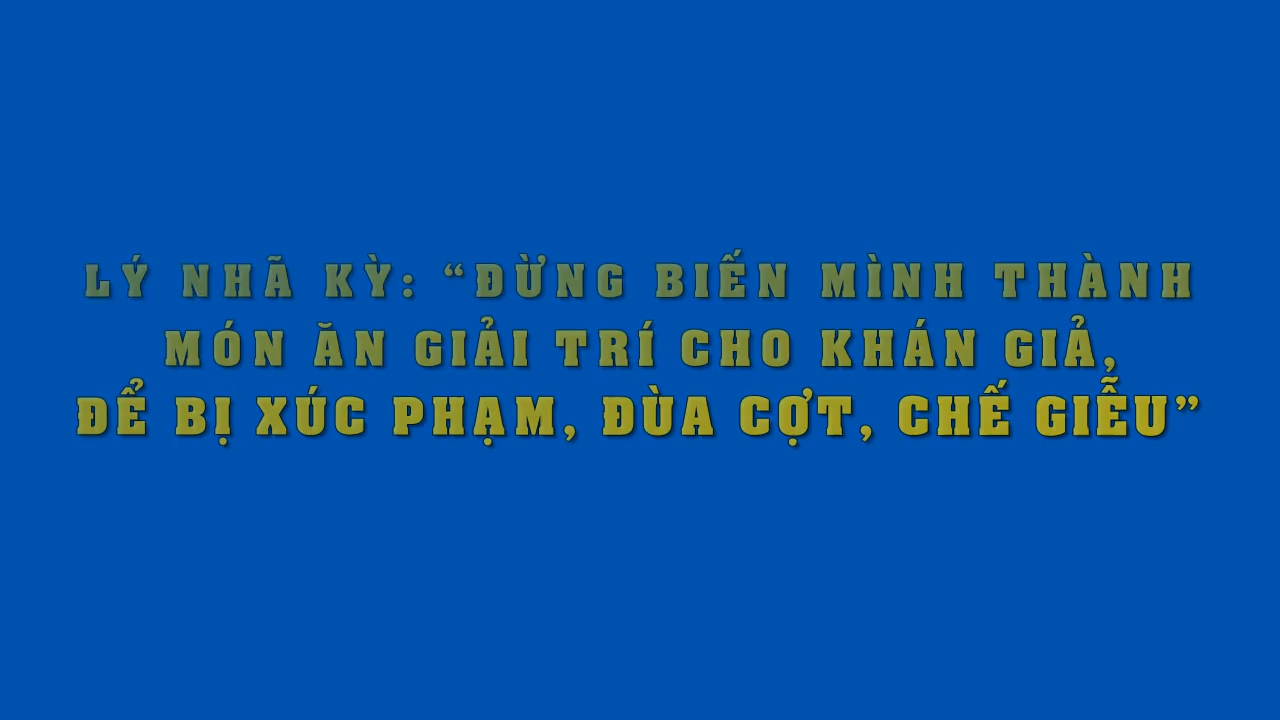 LÝ NHÃ KỲ: “ĐỪNG BIẾN MÌNH THÀNH
MÓN ĂN GIẢI TRÍ CHO KHÁN GIẢ,
ĐỂ BỊ XÚC PHẠM, ĐÙA CỢT, CHẾ GIỄU”